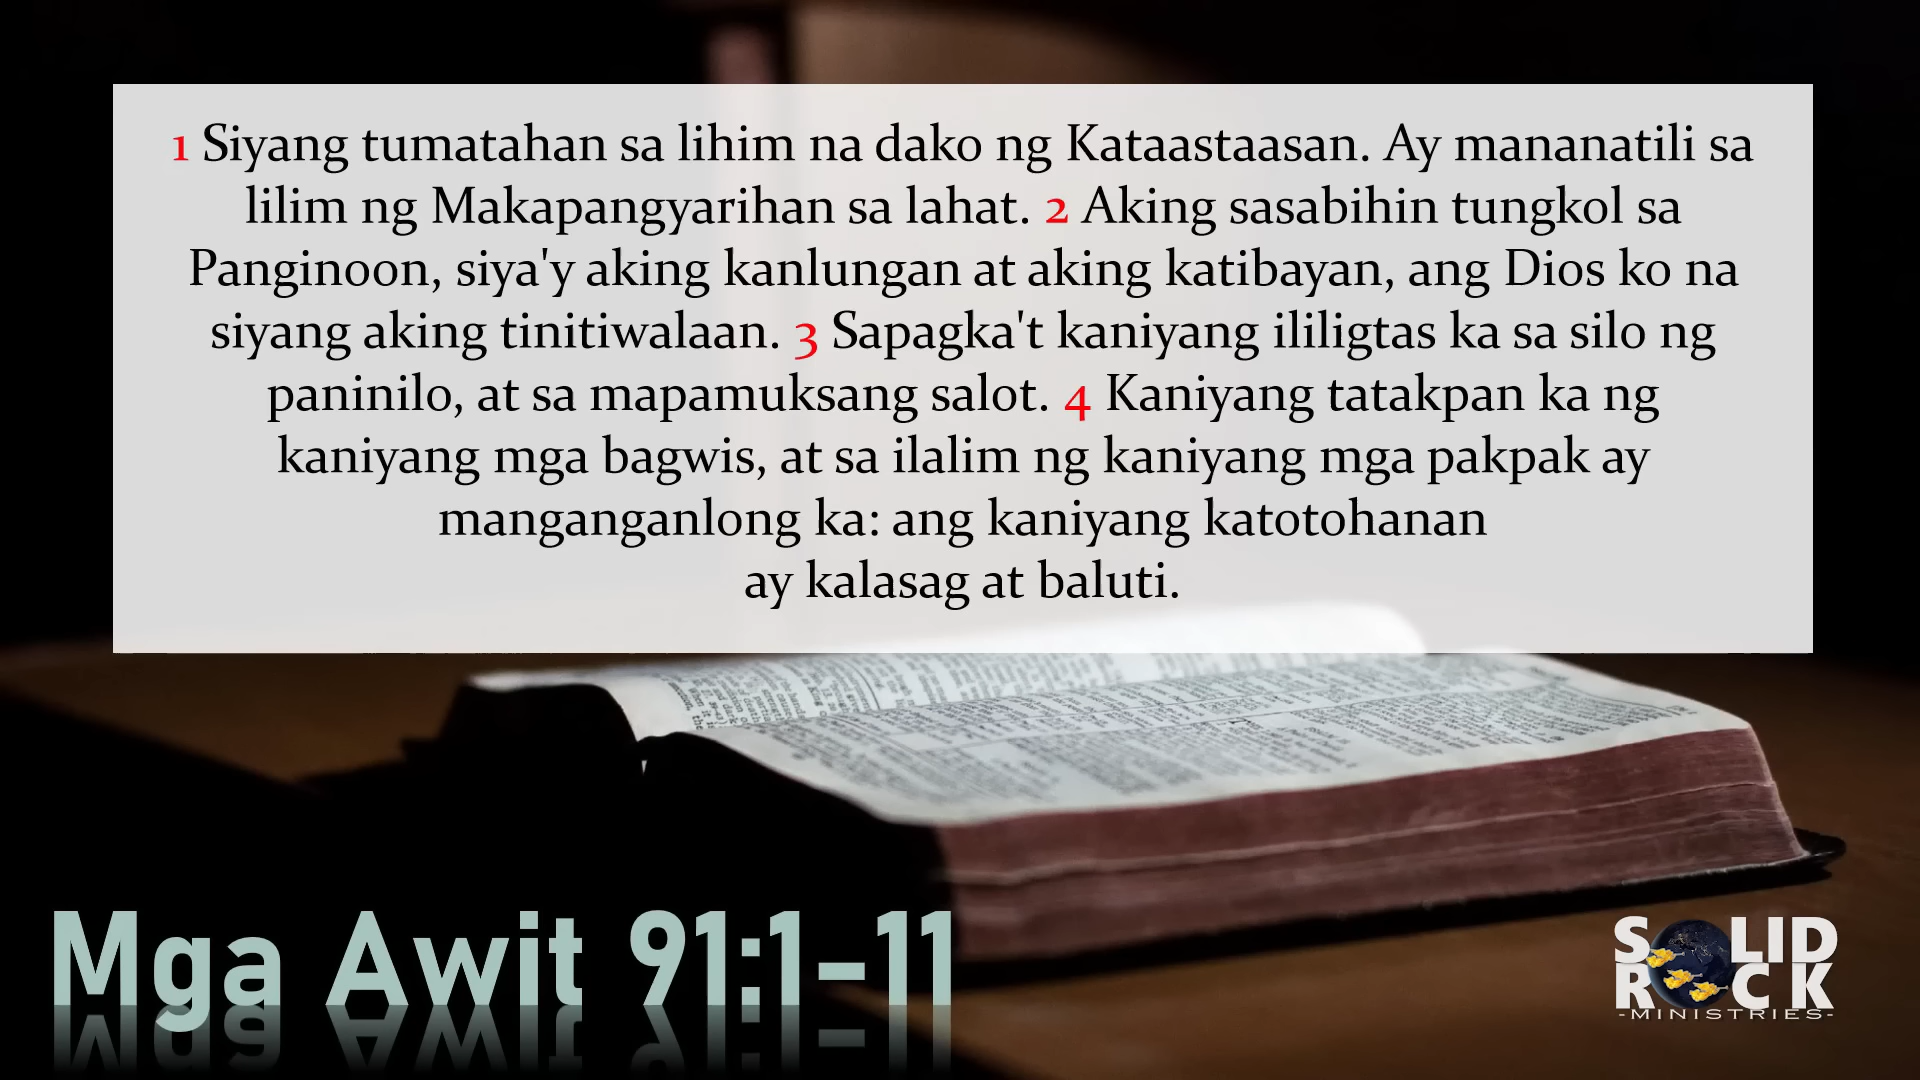 1 Siyang tumatahan sa lihim na dako ng Kataastaasan. Ay mananatili sa
lilim ng Makapangyarihan sa lahat. 2 Aking sasabihin tungkol sa
Panginoon, siya'y aking kanlungan at aking katibayan, ang Dios ko na
siyang aking tinitiwalaan. 3 Sapagka't kaniyang ililigtas ka sa silo ng
paninilo, at sa mapamuksang salot. 4 Kaniyang tatakpan ka ng
kaniyang mga bagwis, at sa ilalim ng kaniyang mga pakpak ay
manganganlong ka: ang kaniyang katotohanan
ay kalasag at baluti.
Mga Awit 91:1-11
SOLID
ROCK
-MINISTRIES-